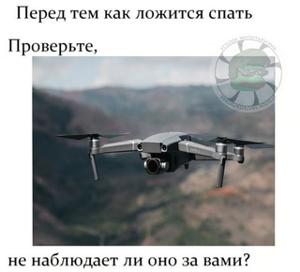 Перед тем как ложится спать
Проверьте,
не наблюдает ли оно за вами?